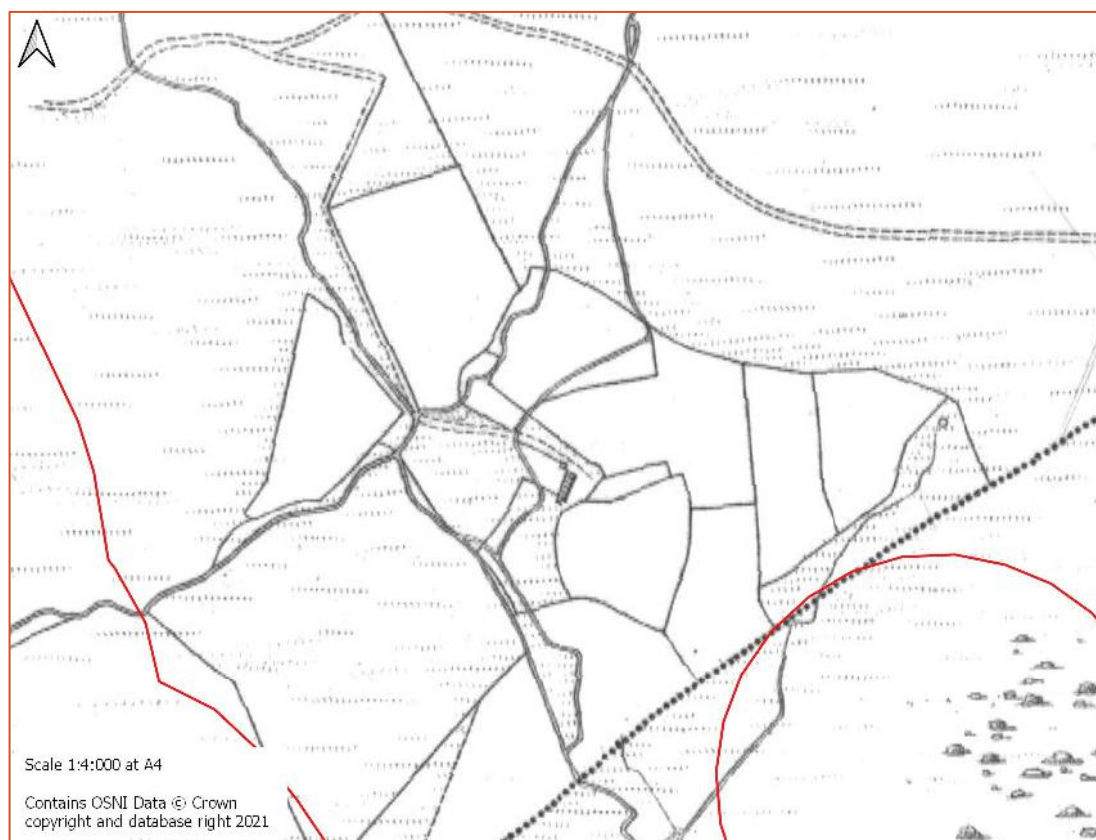 Scale 1:4:000 at A4
Contains OSNI Data © Crown
copyright and database right 2021